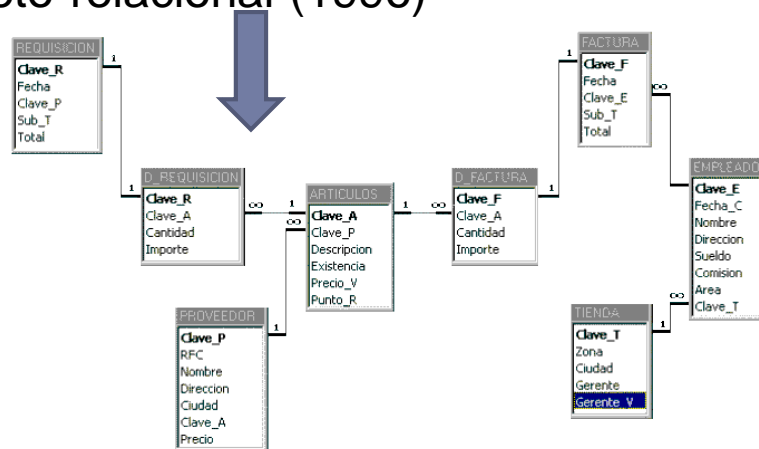 relacional (1996)
REQUISICION
Clave_R
Fecha
Clave_P
Sub_T
Total
1
1
D_REQUISICION
Clave_R
Clave_A
Cantidad
Importe
∞
1
∞
ARTICULOS
Clave_A
Clave_P
Descripcion
Existencia
Precio_V
Punto_R
1
∞
D_FACTURA
Clave_F
Clave_A
Cantidad
Importe
1
1
FACTURA
Clave_F
Fecha
Clave_E
Sub_T
Total
∞
1
EMPLEADO
Clave_E
Fecha_C
Nombre
Direccion
Sueldo
Comision
Area
Clave_T
∞
1
PROVEEDOR
Clave_P
RFC
Nombre
Direccion
Ciudad
Clave_A
Precio
1
TIENDA
Clave_T
Zona
Ciudad
Gerente
Gerente_V